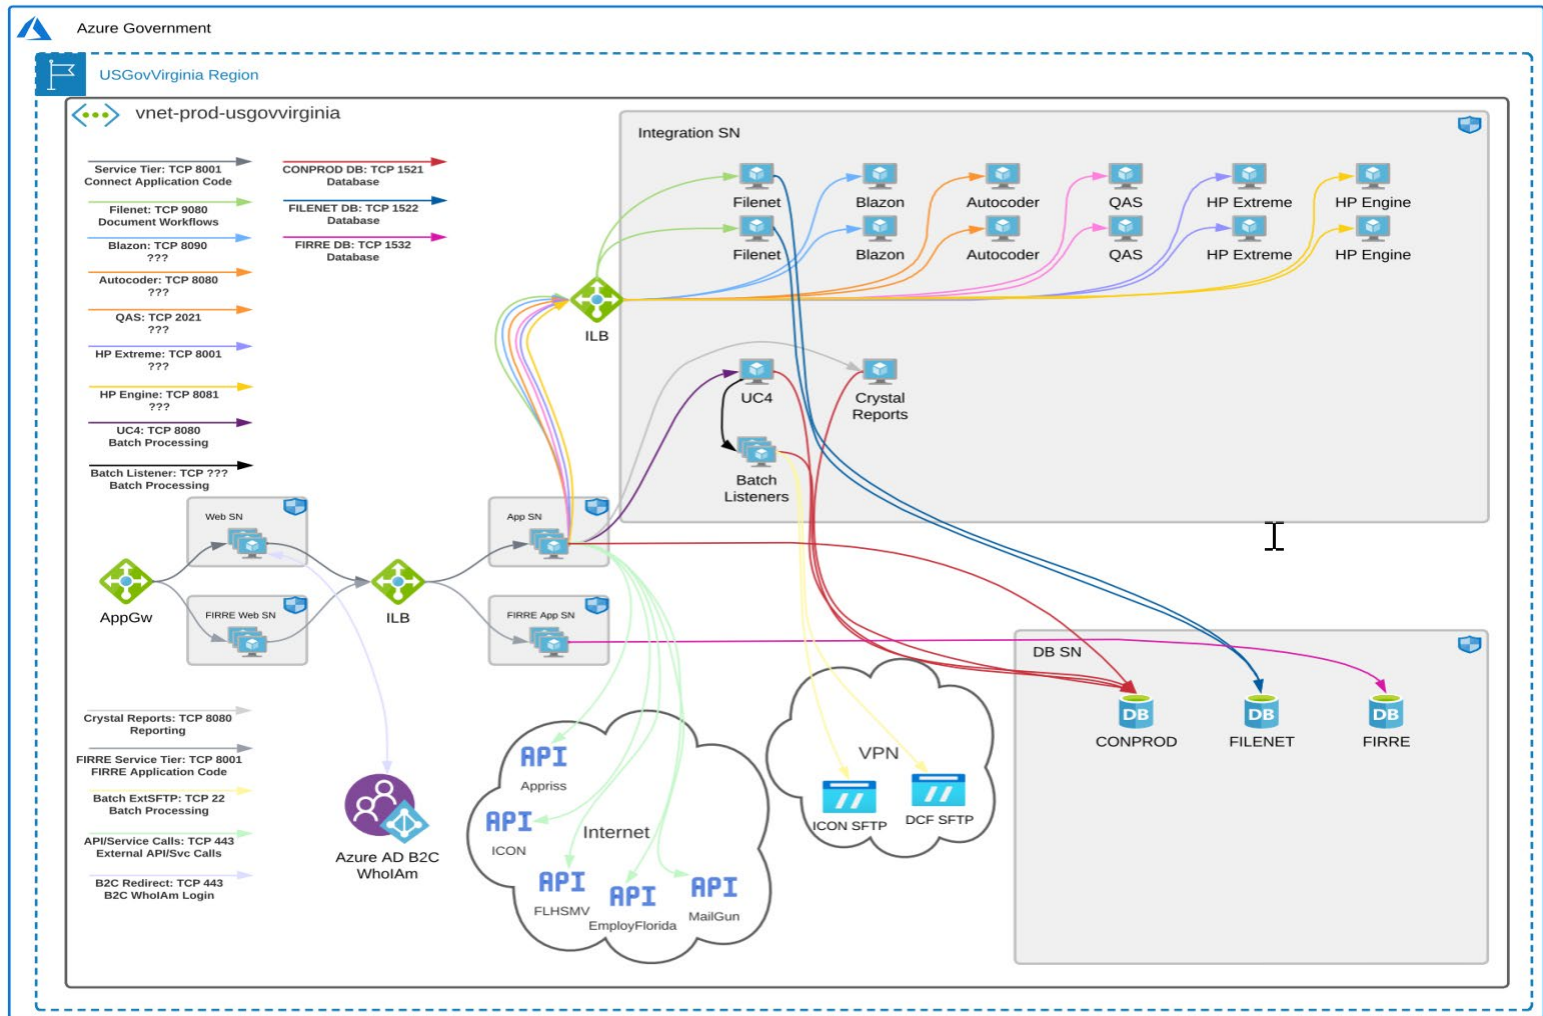 Azure Government
USGovVirginia Region
vnet-prod-usgovvirginia
Service Tier: TCP 8001
Connect Application Code
Filenet: TCP 9080
Document Workflows
Blazon: TCP 8090
???
Autocoder: TCP 8080
???
QAS: TCP 2021
???
HP Extreme: TCP 8001
???
HP Engine: TCP 8081
???
UC4: TCP 8080
Batch Processing
Batch Listener: TCP ???
Batch Processing
CONPROD DB: TCP 1521
Database
FILENET DB: TCP 1522
Database
FIRRE DB: TCP 1532
Database
Integration SN
Filenet
Blazon
Autocoder
QAS
HP Extreme
HP Engine
Filenet
Blazon
Autocoder
QAS
HP Extreme
HP Engine
ILB
UC4
Crystal
Reports
Batch
Listeners
Web SN
App SN
AppGw
FIRRE Web SN
ILB
FIRRE App SN
DB SN
DB
CONPROD
DB
FILENET
DB
FIRRE
Crystal Reports: TCP 8080
Reporting
FIRRE Service Tier: TCP 8001
FIRRE Application Code
Batch ExtSFTP: TCP 22
Batch Processing
API/Service Calls: TCP 443
External API/Svc Calls
B2C Redirect: TCP 443
B2C WhoIAm Login
Azure AD B2C
WhoIAm
API
Appriss
API
ICON
Internet
API
FLHSMV
API
EmployFlorida
API
MailGun
VPN
ICON SFTP
DCF SFTP